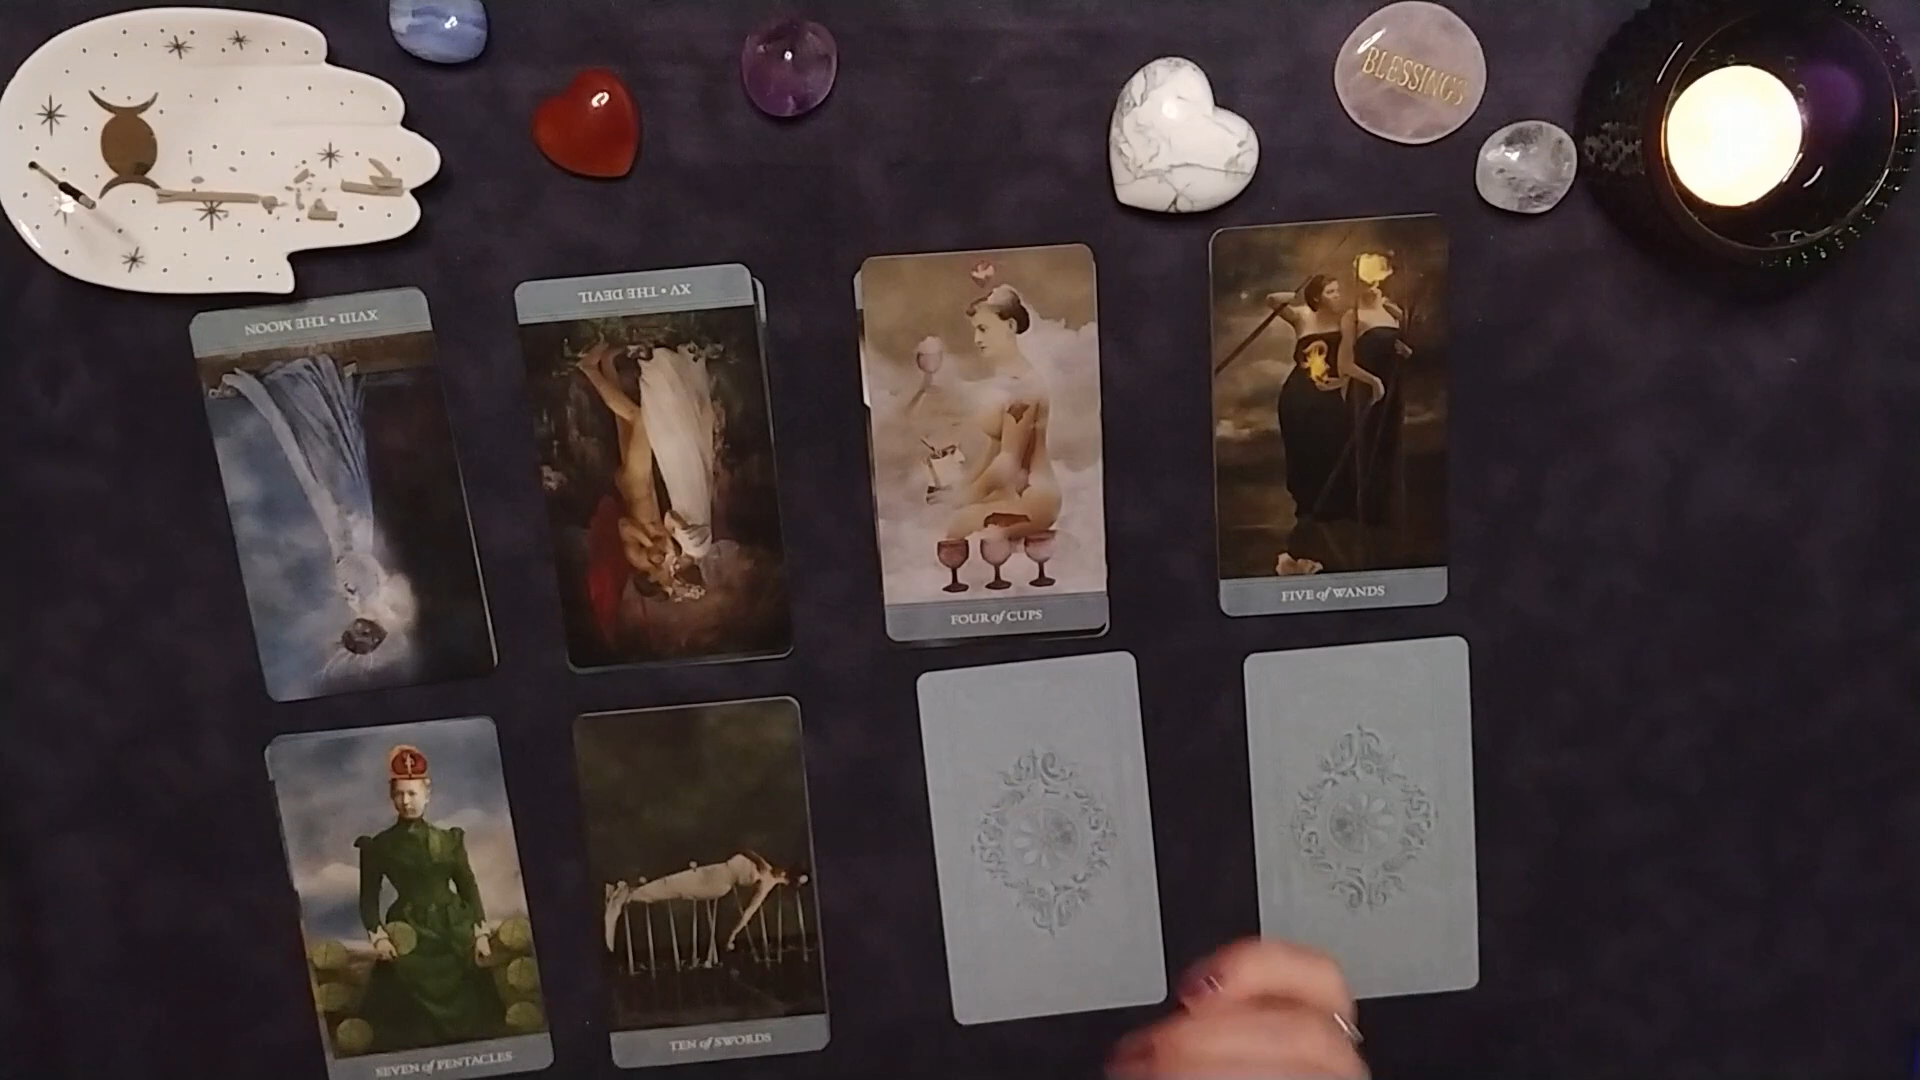 BLESSINGS
XVIII • THE MOON
XV • THE DEVIL
FOUR of CUPS
FIVE of WANDS
SEVEN of PENTACLES
TEN of SWORDS